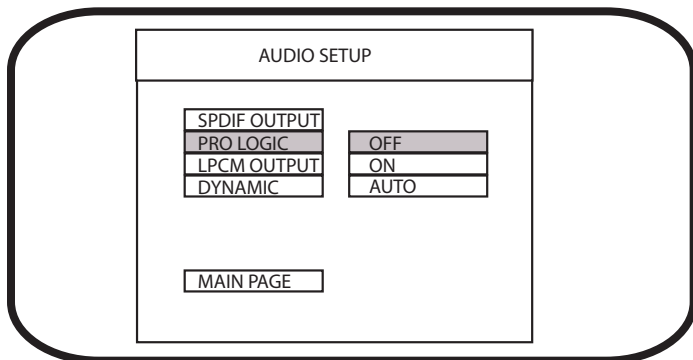 AUDIO SETUP
SPDIF OUTPUT
PRO LOGIC OFF
LPCM OUTPUT ON
DYNAMIC AUTO
MAIN PAGE